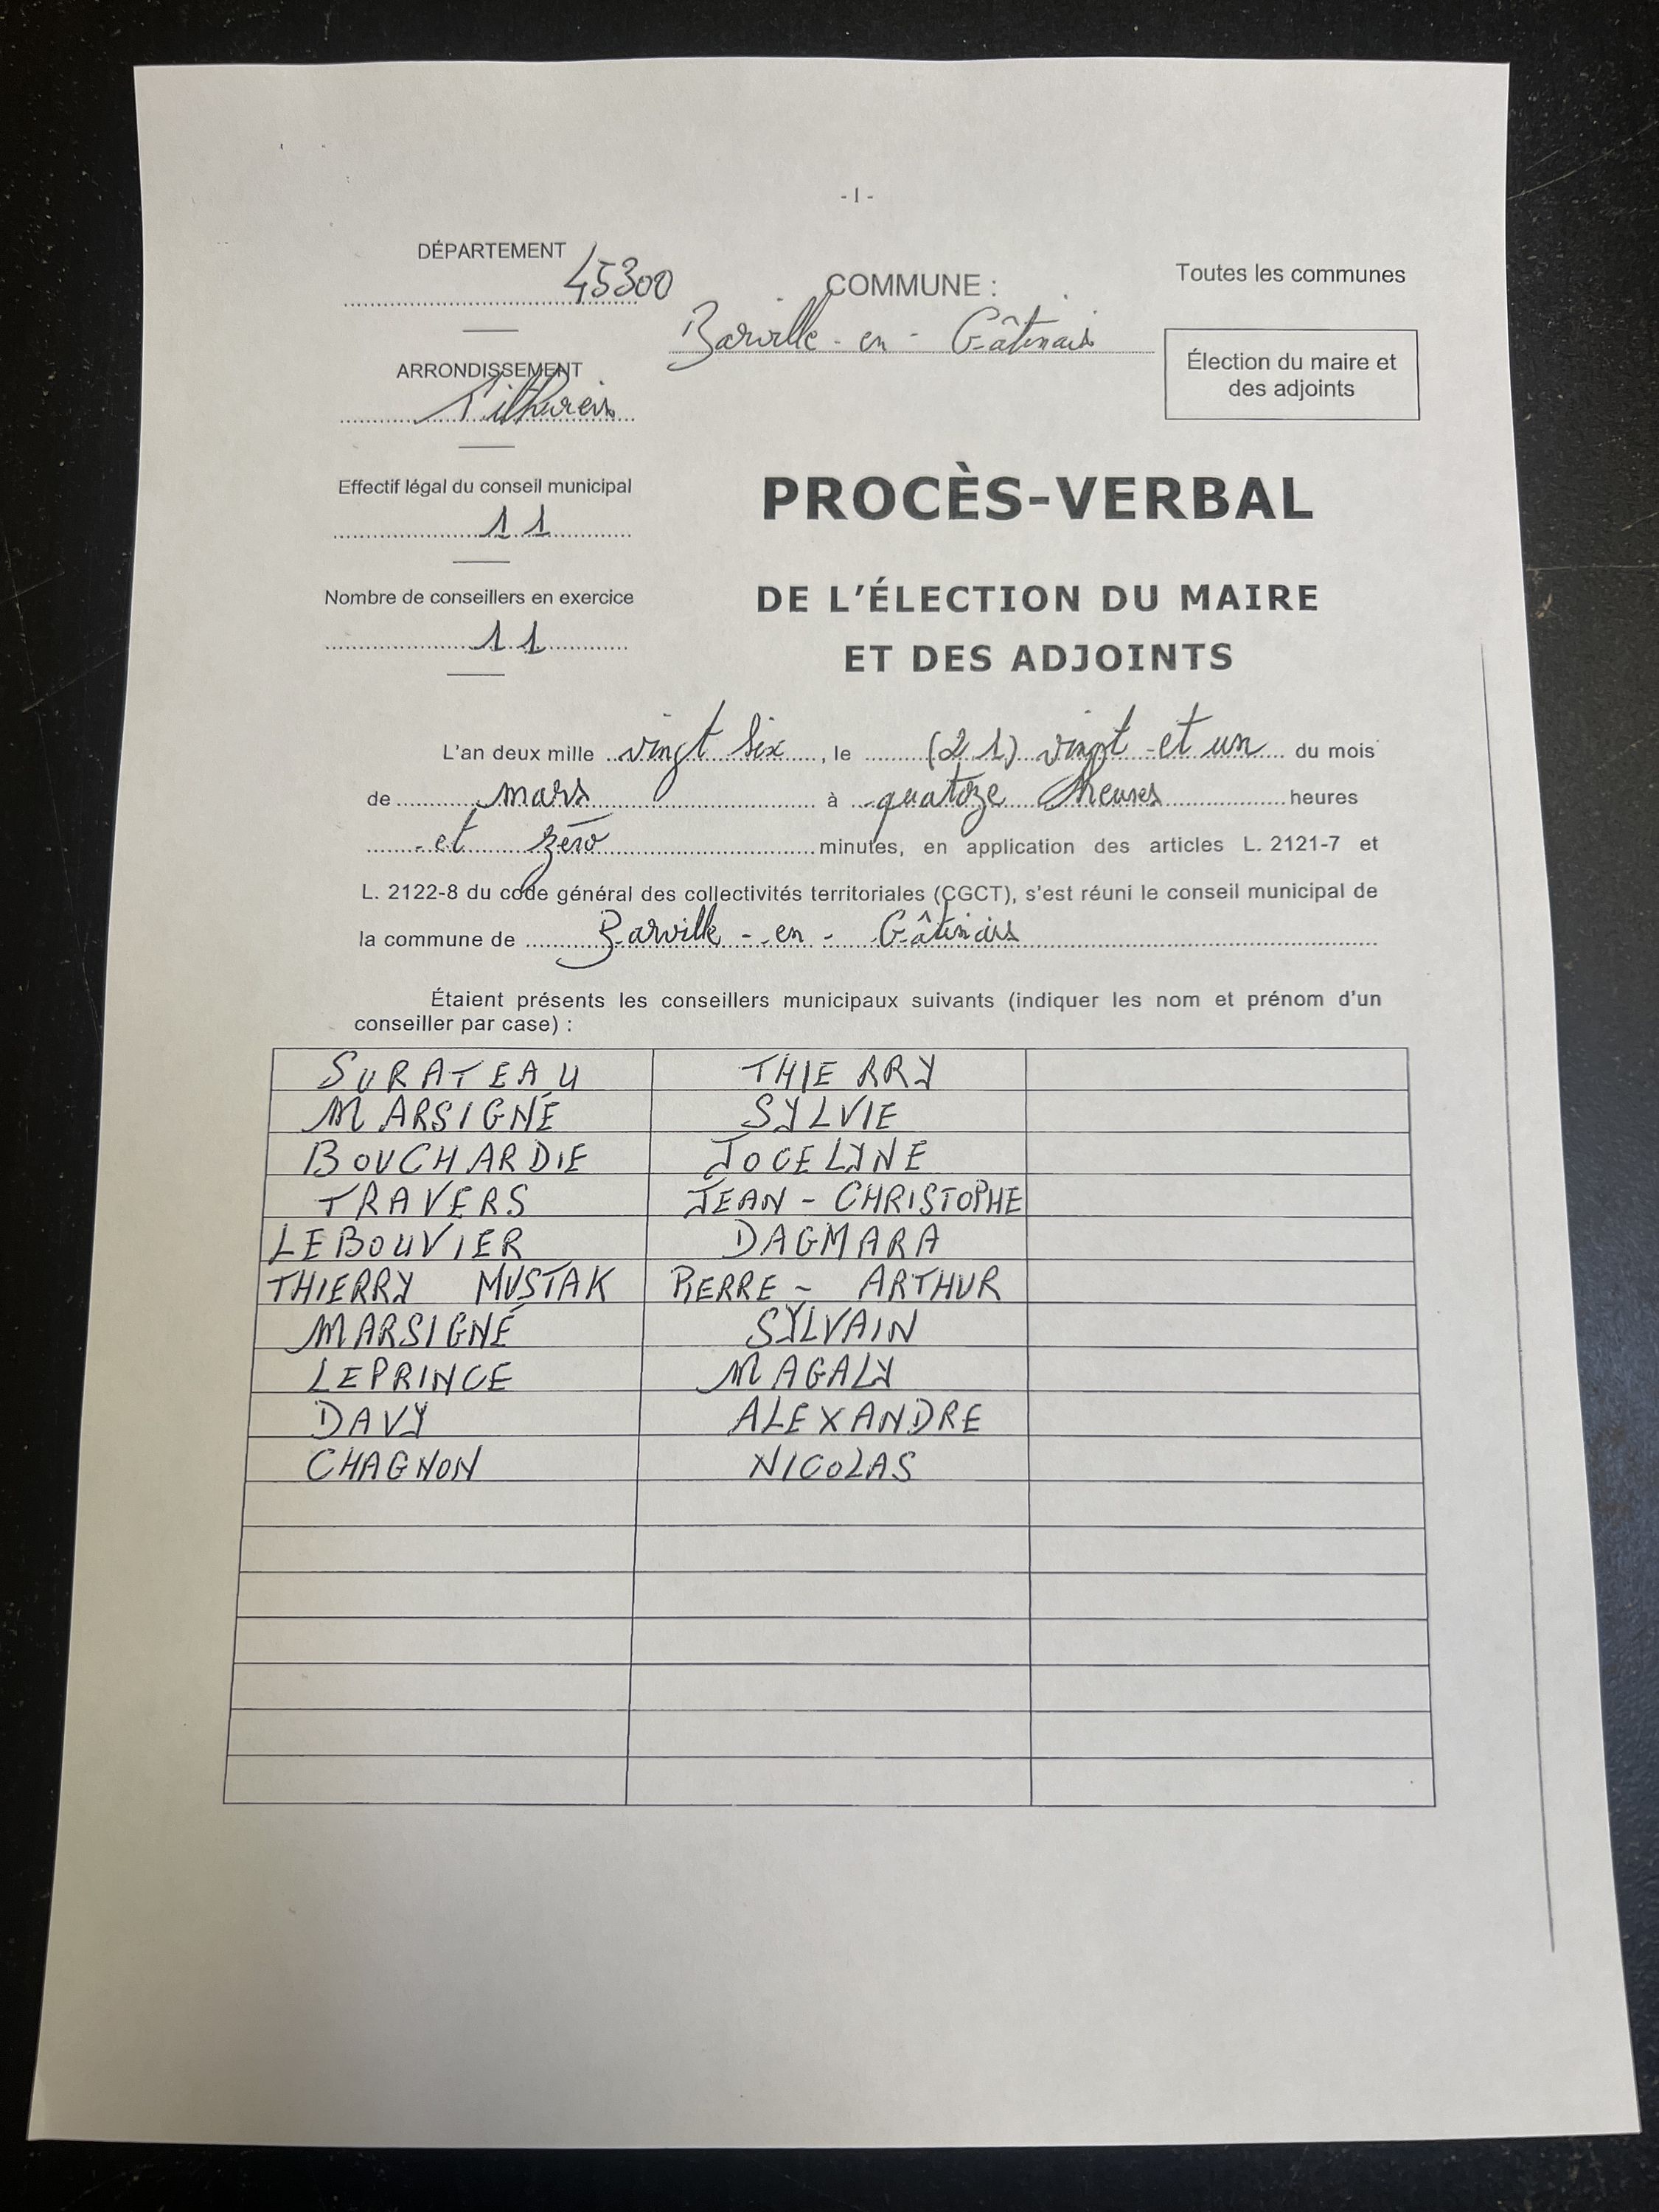 - 1 -
DÉPARTEMENT
45300
COMMUNE :
Barville - en - Gâtinais
Toutes les communes
Élection du maire et
des adjoints
ARRONDISSEMENT
Effectif légal du conseil municipal
11
Nombre de conseillers en exercice
11
PROCÈS-VERBAL
DE L'ÉLECTION DU MAIRE
ET DES ADJOINTS
L'an deux mille vingt six, le (21) vingt et un du mois
de mars à quatoze heures heures
et zéro minutes, en application des articles L. 2121-7 et
L. 2122-8 du code général des collectivités territoriales (CGCT), s'est réuni le conseil municipal de
la commune de Barville - en - Gâtinais
Étaient présents les conseillers municipaux suivants (indiquer les nom et prénom d'un
conseiller par case) :
SURATEAU THIERRY
MARSIGNÉ SYLVIE
BOUCHARDIE JOCELYNE
TRAVERS JEAN - CHRISTOPHE
LEBOUVIER DAGMARA
THIERRY MUSTAK PIERRE - ARTHUR
MARSIGNÉ SYLVAIN
LEPRINCE MAGALY
DAVY ALEXANDRE
CHAGNON NICOLAS